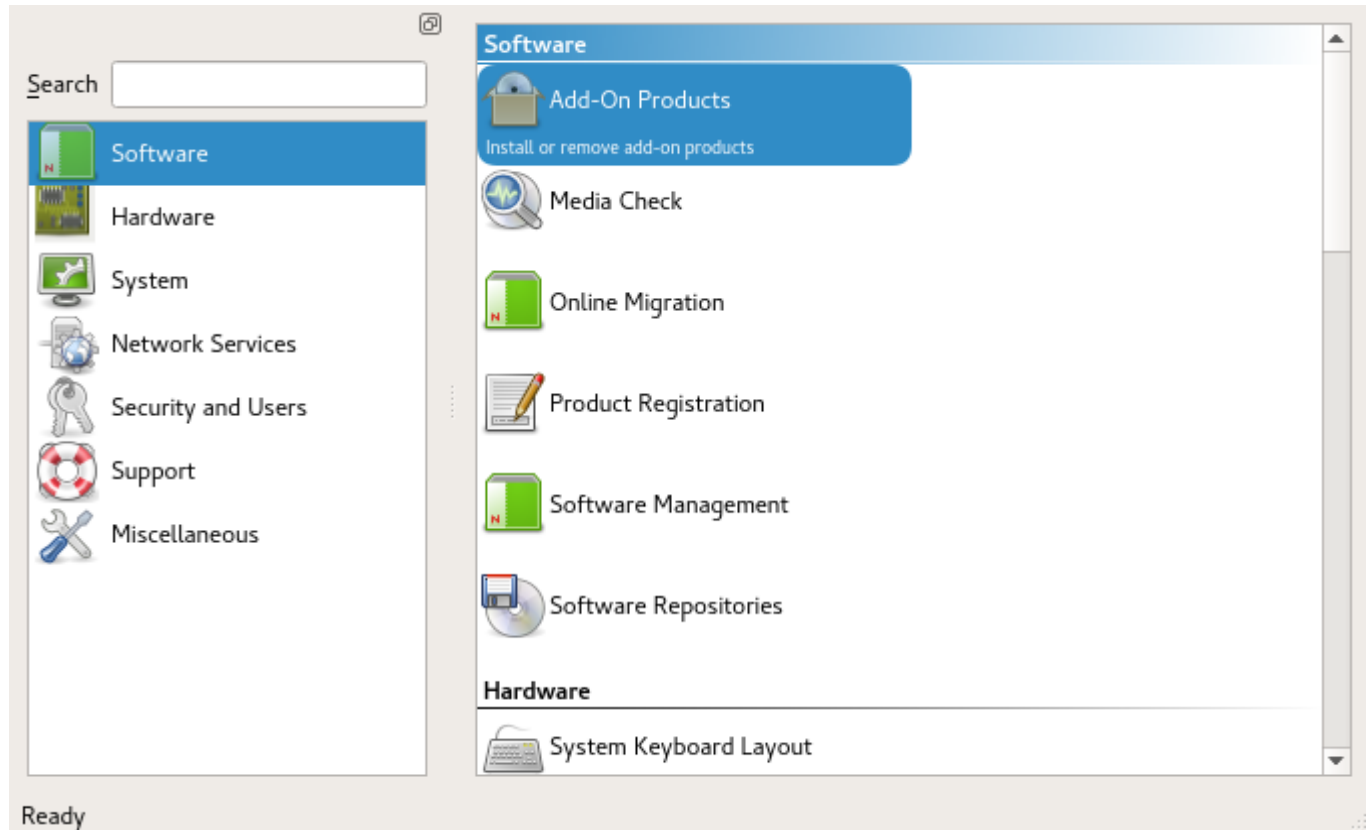 Search
Software
Hardware
System
Network Services
Security and Users
Support
Miscellaneous
Software
Add-On Products
Install or remove add-on products
Media Check
Online Migration
Product Registration
Software Management
Software Repositories
Hardware
System Keyboard Layout
Ready